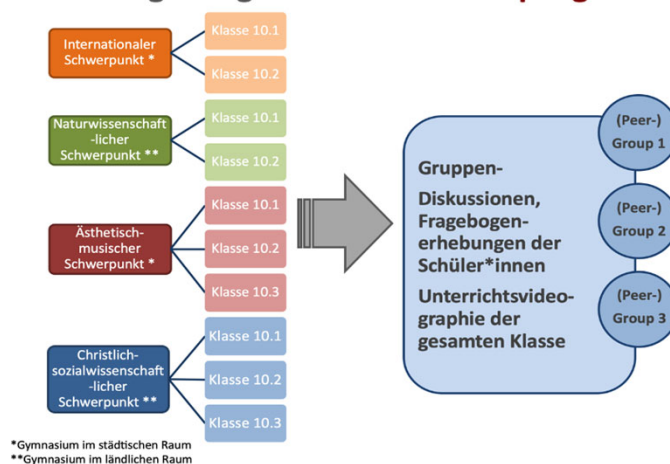 Internationaler
Schwerpunkt *
Klasse 10.1
Klasse 10.2
Naturwissenschaft
-licher
Schwerpunkt **
Klasse 10.1
Klasse 10.2
Ästhetisch-
musischer
Schwerpunkt *
Klasse 10.1
Klasse 10.2
Klasse 10.3
Christlich-
sozialwissenschaft
-licher
Schwerpunkt **
Klasse 10.1
Klasse 10.2
Klasse 10.3
*Gymnasium im städtischen Raum
**Gymnasium im ländlichen Raum
Gruppen-
Diskussionen,
Fragebogen-
erhebungen der
Schüler*innen
Unterrichtsvideo-
graphie der
gesamten Klasse
(Peer-)
Group 1
(Peer-)
Group 2
(Peer-)
Group 3